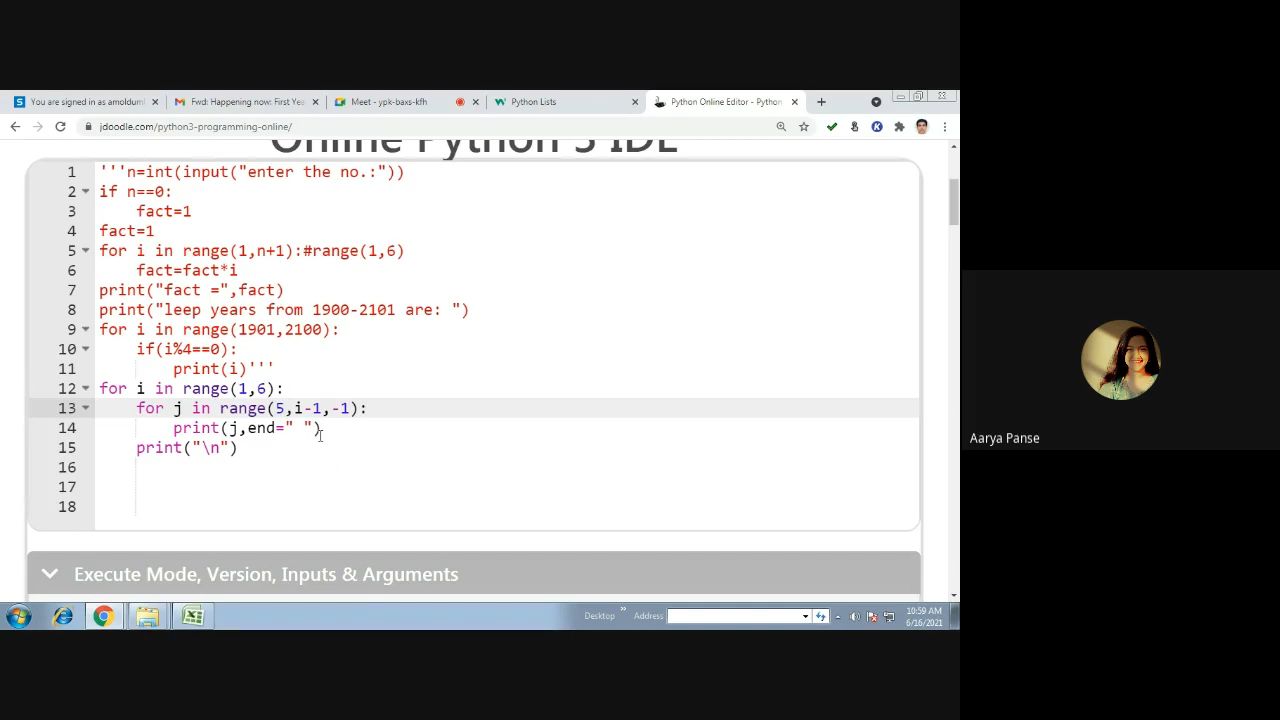 You are signed in as amoldum
Fwd: Happening now: First Yea
Meet - ypk-baxs-kfh
Python Lists
Python Online Editor - Python
jdoodle.com/python3-programming-online/
Online Python 3 IDE
1 '''n=int(input("enter the no.:"))
2 if n==0:
3 fact=1
4 fact=1
5 for i in range(1,n+1):#range(1,6)
6 fact=fact*i
7 print("fact =",fact)
8 print("leep years from 1900-2101 are: ")
9 for i in range(1901,2100):
10 if(i%4==0):
11 print(i)'''
12 for i in range(1,6):
13 for j in range(5,i-1,-1):
14 print(j,end=" ")
15 print("\n")
16
17
18
Execute Mode, Version, Inputs & Arguments
Desktop » Address
10:59 AM
6/16/2021
Aarya Panse